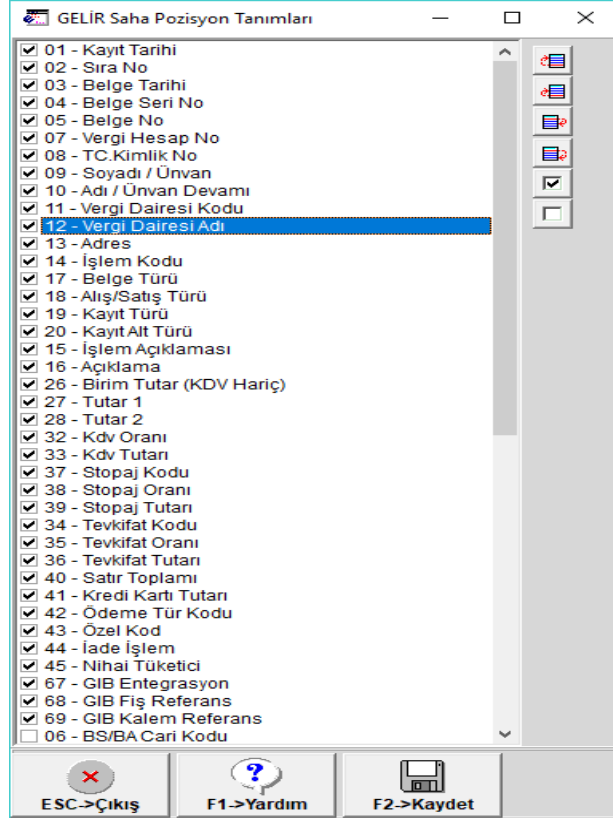 GELİR Saha Pozisyon Tanımları
01 - Kayıt Tarihi
02 - Sıra No
03 - Belge Tarihi
04 - Belge Seri No
05 - Belge No
07 - Vergi Hesap No
08 - TC.Kimlik No
09 - Soyadı / Ünvan
10 - Adı / Ünvan Devamı
11 - Vergi Dairesi Kodu
12 - Vergi Dairesi Adı
13 - Adres
14 - İşlem Kodu
17 - Belge Türü
18 - Alış/Satış Türü
19 - Kayıt Türü
20 - Kayıt Alt Türü
15 - İşlem Açıklaması
16 - Açıklama
26 - Birim Tutar (KDV Hariç)
27 - Tutar 1
28 - Tutar 2
32 - Kdv Oranı
33 - Kdv Tutarı
37 - Stopaj Kodu
38 - Stopaj Oranı
39 - Stopaj Tutarı
34 - Tevkifat Kodu
35 - Tevkifat Oranı
36 - Tevkifat Tutarı
40 - Satır Toplamı
41 - Kredi Kartı Tutarı
42 - Ödeme Tür Kodu
43 - Özel Kod
44 - İade İşlem
45 - Nihai Tüketici
67 - GIB Entegrasyon
68 - GIB Fiş Referans
69 - GIB Kalem Referans
06 - BS/BA Cari Kodu
ESC->Çıkış F1->Yardım F2->Kaydet